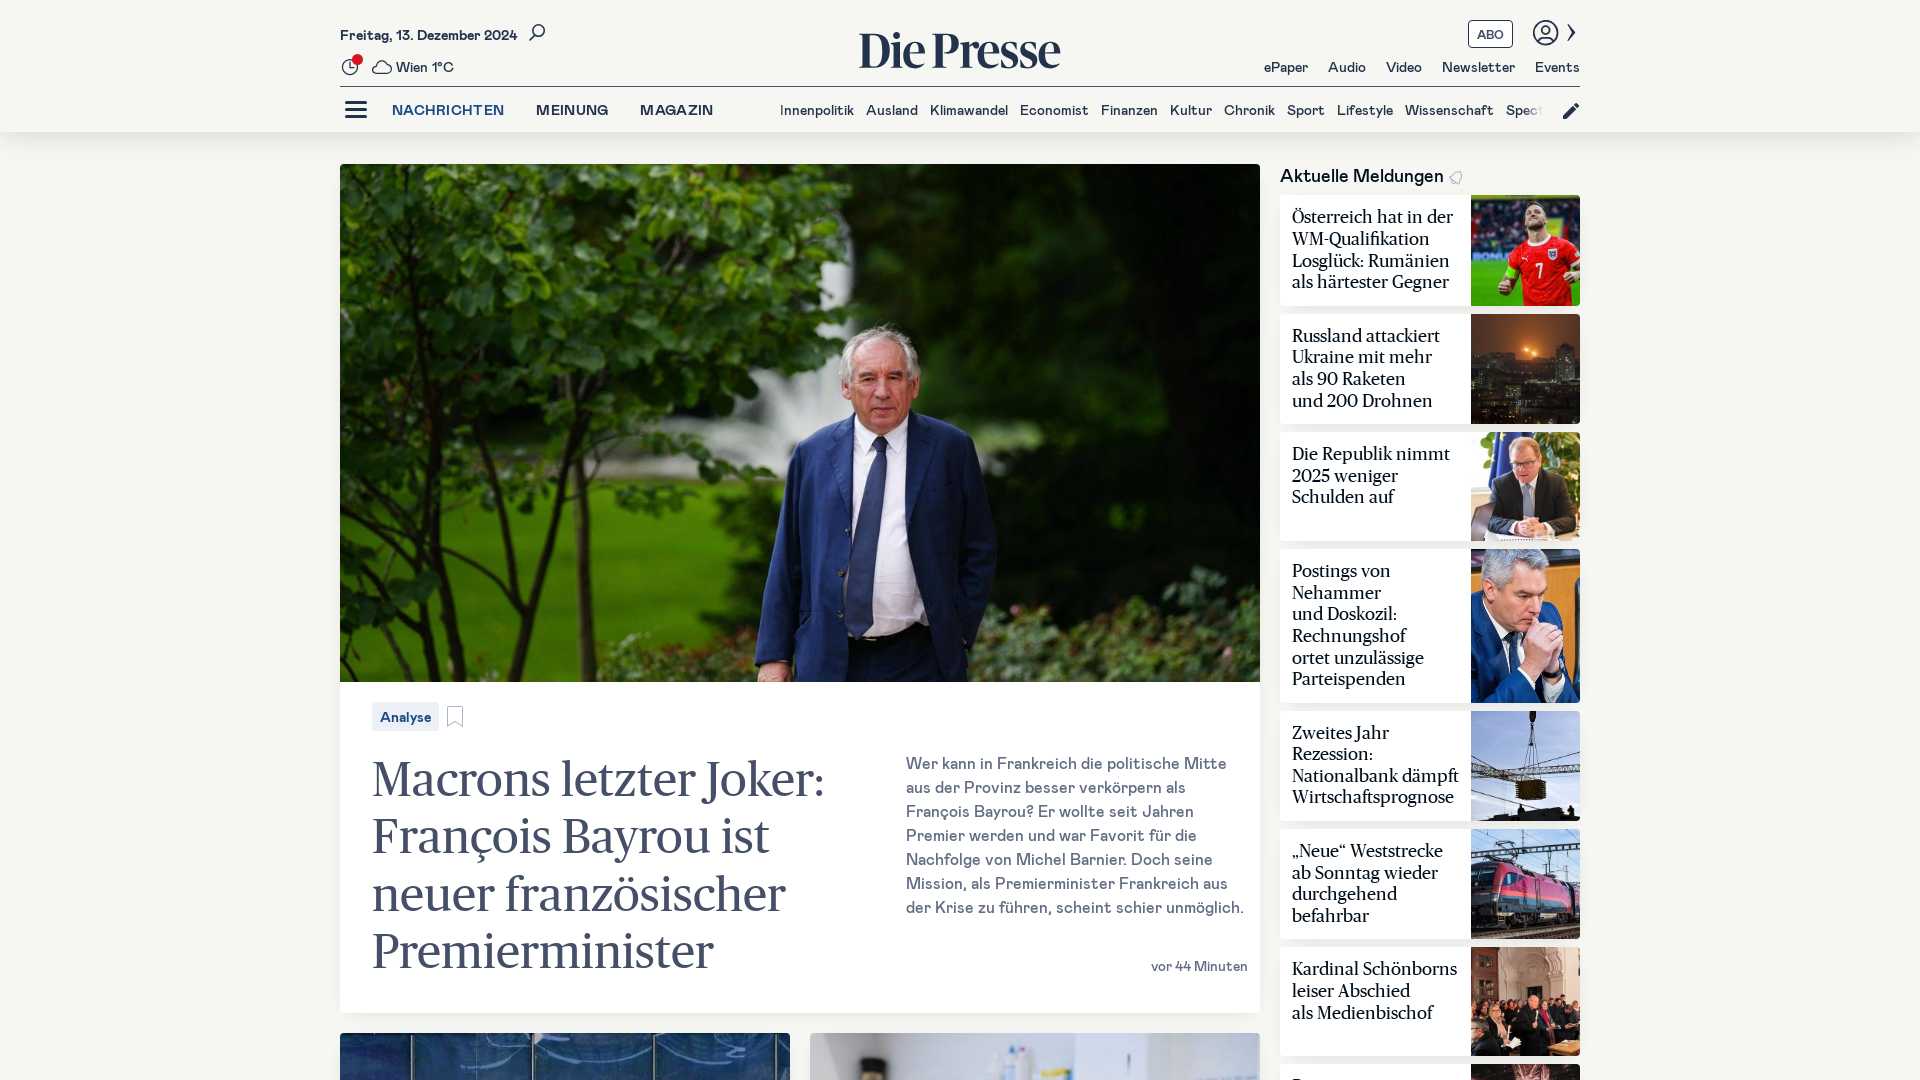 Freitag, 13. Dezember 2024
Wien 1°C
Die Presse
ABO
ePaper Audio Video Newsletter Events
NACHRICHTEN MEINUNG MAGAZIN
Innenpolitik Ausland Klimawandel Economist Finanzen Kultur Chronik Sport Lifestyle Wissenschaft Spect
Analyse
Macrons letzter Joker:
François Bayrou ist
neuer französischer
Premierminister
Wer kann in Frankreich die politische Mitte
aus der Provinz besser verkörpern als
François Bayrou? Er wollte seit Jahren
Premier werden und war Favorit für die
Nachfolge von Michel Barnier. Doch seine
Mission, als Premierminister Frankreich aus
der Krise zu führen, scheint schier unmöglich.
vor 44 Minuten
Aktuelle Meldungen
Österreich hat in der
WM-Qualifikation
Losglück: Rumänien
als härtester Gegner
7
Russland attackiert
Ukraine mit mehr
als 90 Raketen
und 200 Drohnen
Die Republik nimmt
2025 weniger
Schulden auf
Postings von
Nehammer
und Doskozil:
Rechnungshof
ortet unzulässige
Parteispenden
Zweites Jahr
Rezession:
Nationalbank dämpft
Wirtschaftsprognose
„Neue“ Weststrecke
ab Sonntag wieder
durchgehend
befahrbar
Kardinal Schönborns
leiser Abschied
als Medienbischof